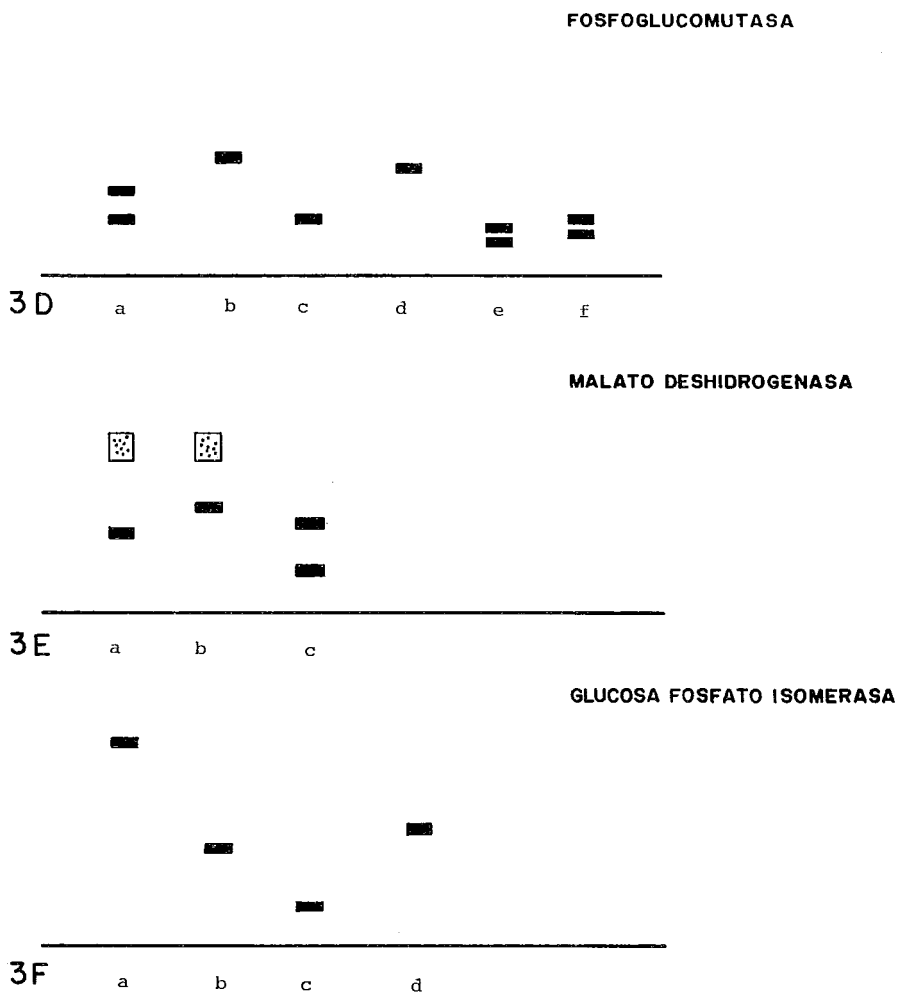 FOSFOGLUCOMUTASA
3D a b c d e f
MALATO DESHIDROGENASA
3E a b c
GLUCOSA FOSFATO ISOMERASA
3F a b c d